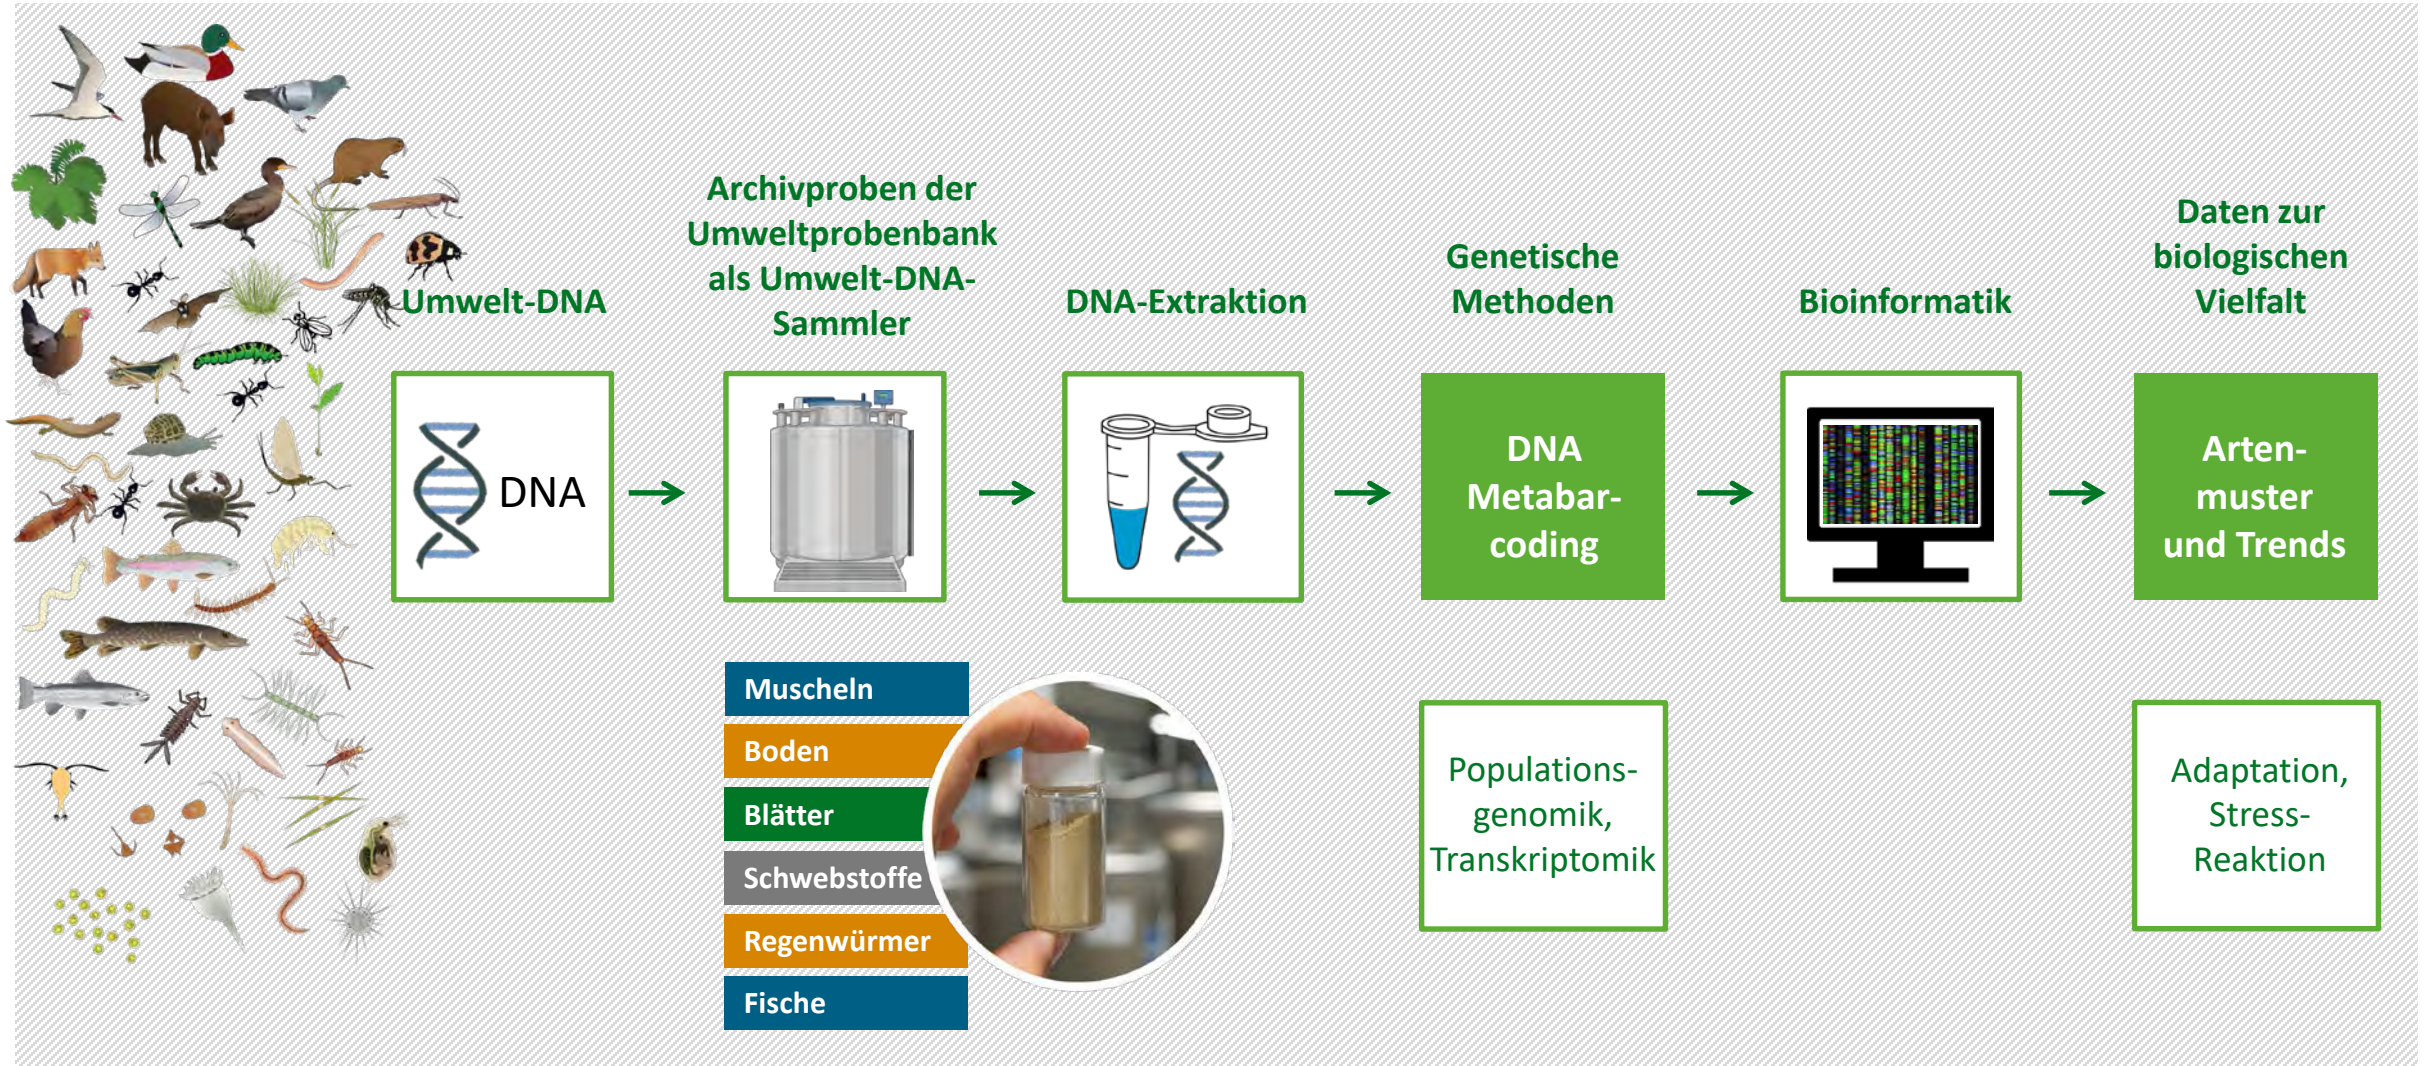 Umwelt-DNA
DNA
Archivproben der
Umweltprobenbank
als Umwelt-DNA-
Sammler
Muscheln
Boden
Blätter
Schwebstoffe
Regenwürmer
Fische
DNA-Extraktion
Genetische
Methoden
DNA
Metabar-
coding
Populations-
genomik,
Transkriptomik
Bioinformatik
Daten zur
biologischen
Vielfalt
Arten-
muster
und Trends
Adaptation,
Stress-
Reaktion